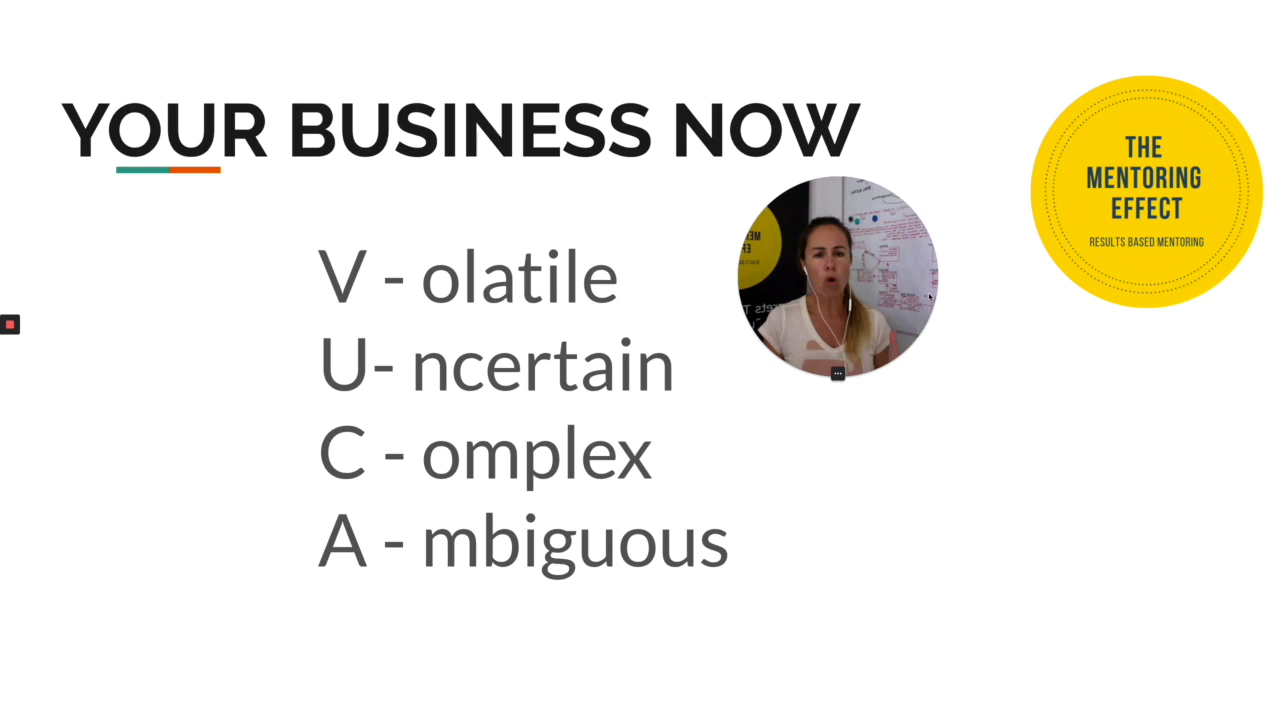 YOUR BUSINESS NOW
V - olatile
U- ncertain
C - omplex
A - mbiguous
THE
MENTORING
EFFECT
RESULTS BASED MENTORING